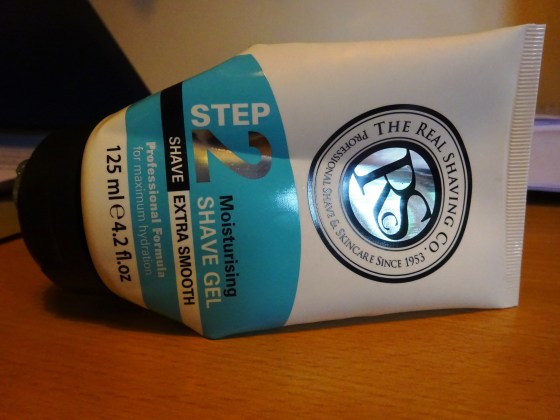 THE REAL SHAVING CO.
PROFESSIONAL SHAVE & SKINCARE SINCE 1953
RSC
STEP 2
Moisturising
SHAVE GEL
SHAVE EXTRA SMOOTH
Professional Formula
for maximum hydration
125 ml e 4.2 fl.oz